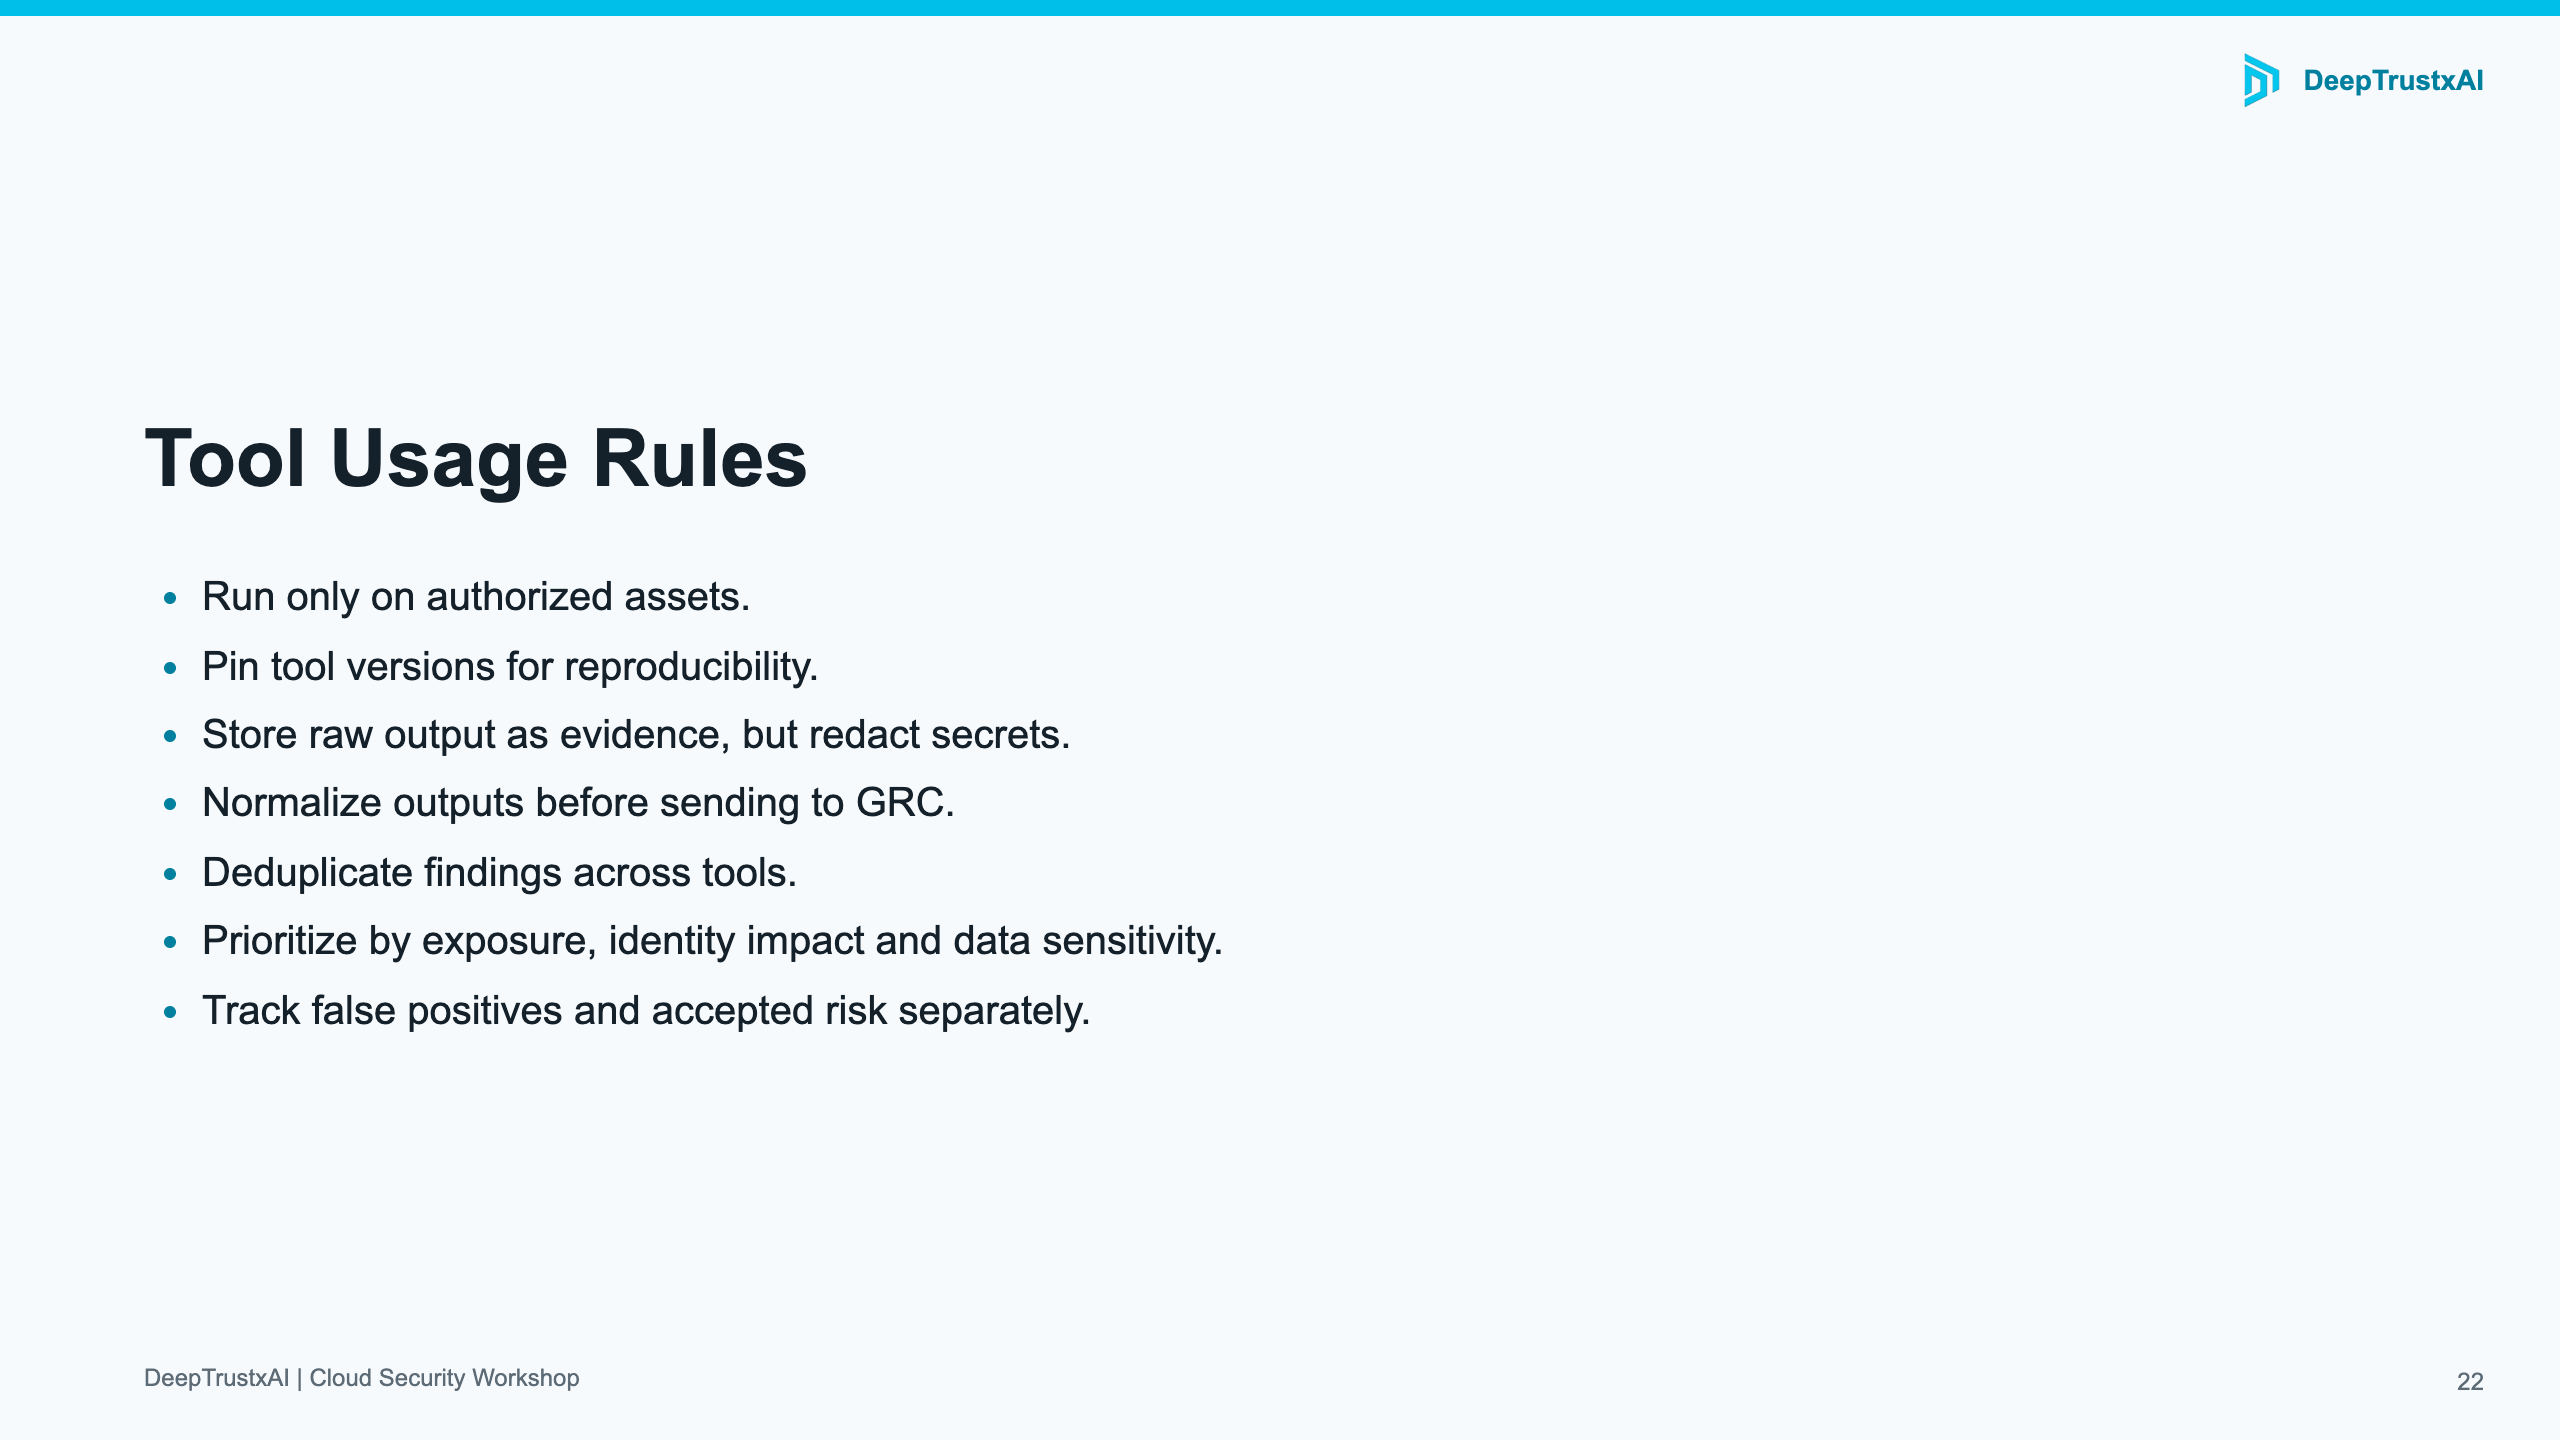 DeepTrustxAI
Tool Usage Rules
• Run only on authorized assets.
• Pin tool versions for reproducibility.
• Store raw output as evidence, but redact secrets.
• Normalize outputs before sending to GRC.
• Deduplicate findings across tools.
• Prioritize by exposure, identity impact and data sensitivity.
• Track false positives and accepted risk separately.
DeepTrustxAI | Cloud Security Workshop
22